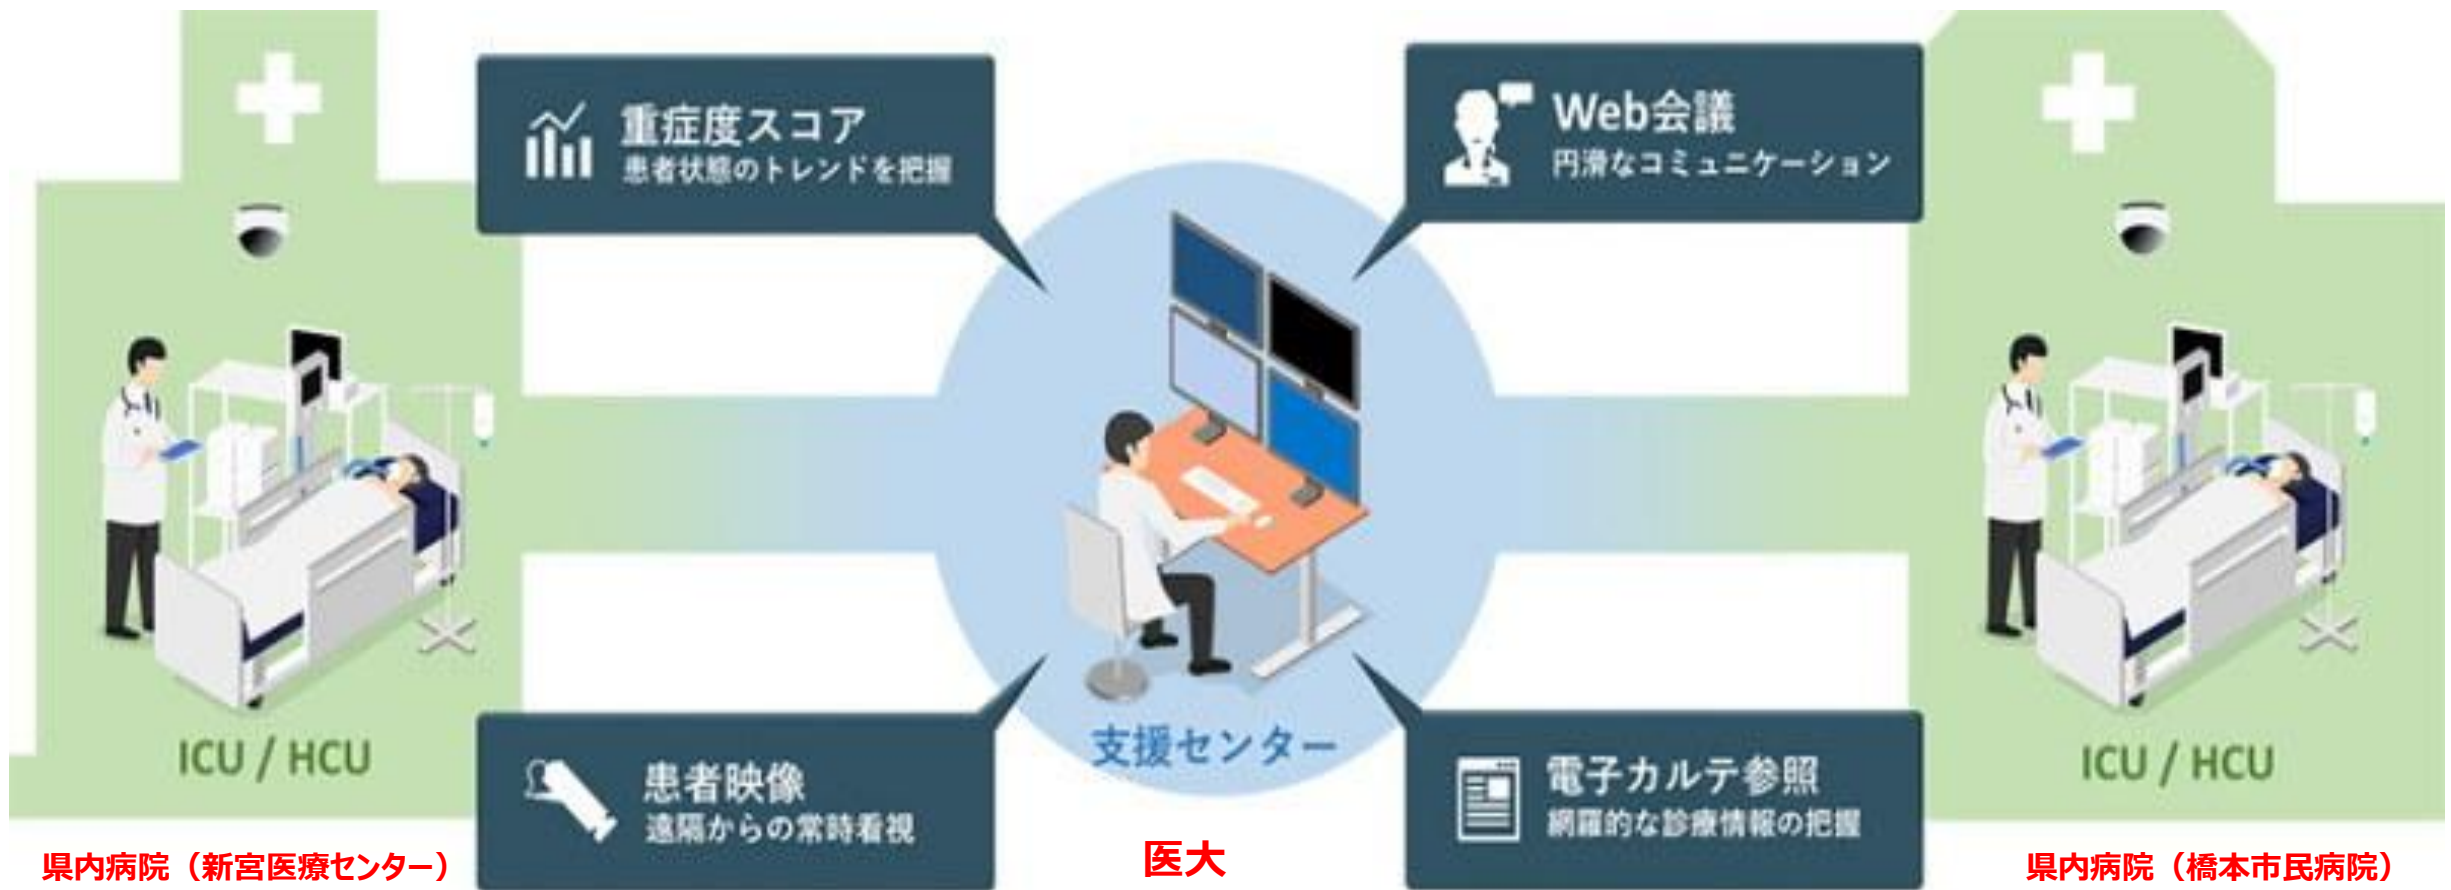 重症度スコア
患者状態のトレンドを把握
Web会議
円滑なコミュニケーション
ICU / HCU
支援センター
ICU / HCU
患者映像
遠隔からの常時看視
電子カルテ参照
網羅的な診療情報の把握
県内病院（新宮医療センター）
医大
県内病院（橋本市民病院）